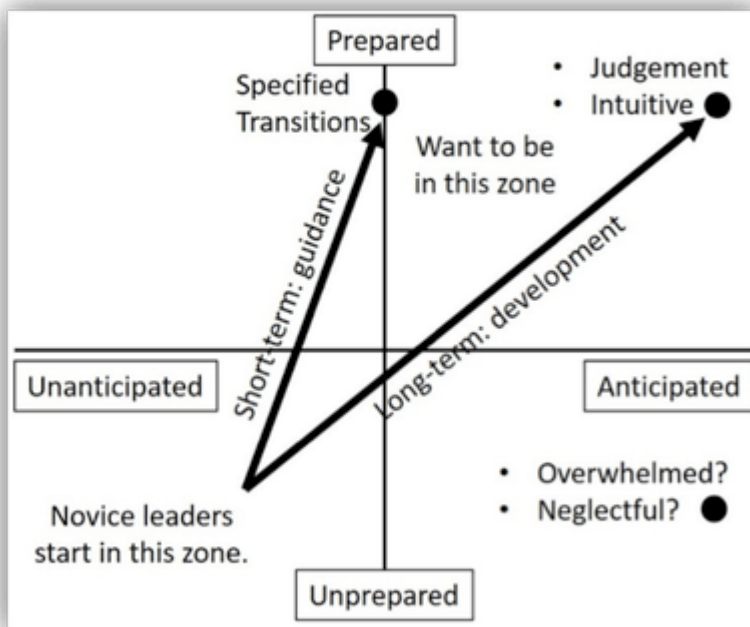 Prepared
Specified
Transitions
• Judgement
• Intuitive
Want to be
in this zone
Short-term: guidance
Long-term: development
Unanticipated
Anticipated
• Overwhelmed?
• Neglectful?
Novice leaders
start in this zone.
Unprepared